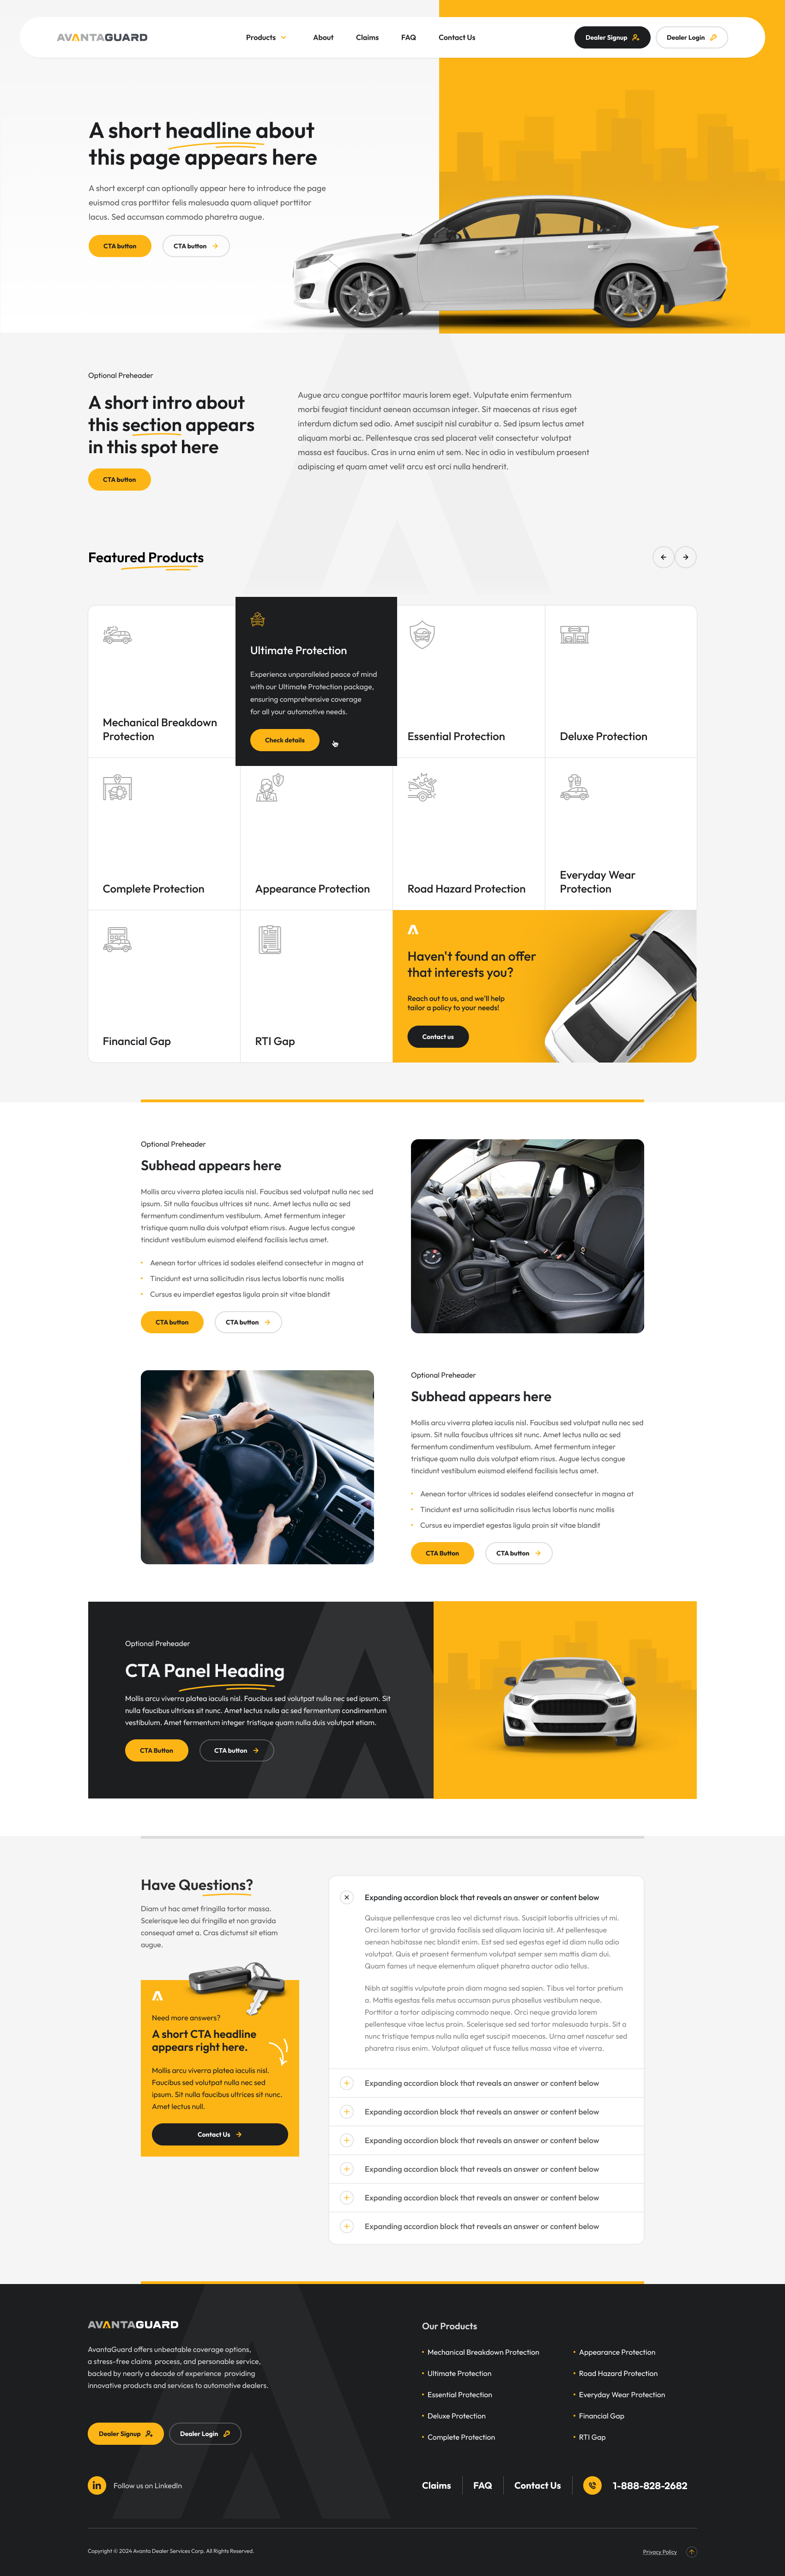 AVANTAGUARD
Products
About
Claims
FAQ
Contact Us
Dealer Signup
Dealer Login
A short headline about
this page appears here
A short excerpt can optionally appear here to introduce the page
euismod cras porttitor felis malesuada quam aliquet porttitor
lacus. Sed accumsan commodo pharetra augue.
CTA button
CTA button
Optional Preheader
A short intro about
this section appears
in this spot here
CTA button
Augue arcu congue porttitor mauris lorem eget. Vulputate enim fermentum
morbi feugiat tincidunt aenean accumsan integer. Sit maecenas at risus eget
interdum dictum sed odio. Amet suscipit nisl curabitur a. Sed ipsum lectus amet
aliquam morbi ac. Pellentesque cras sed placerat velit consectetur volutpat
massa est faucibus. Cras in urna enim ut sem. Nec in odio in vestibulum praesent
adipiscing et quam amet velit arcu est orci nulla hendrerit.
Featured Products
Mechanical Breakdown
Protection
Ultimate Protection
Experience unparalleled peace of mind
with our Ultimate Protection package,
ensuring comprehensive coverage
for all your automotive needs.
Check details
Essential Protection
Deluxe Protection
Complete Protection
Appearance Protection
Road Hazard Protection
Everyday Wear
Protection
Financial Gap
RTI Gap
Haven't found an offer
that interests you?
Reach out to us, and we'll help
tailor a policy to your needs!
Contact us
Optional Preheader
Subhead appears here
Mollis arcu viverra platea iaculis nisl. Faucibus sed volutpat nulla nec sed
ipsum. Sit nulla faucibus ultrices sit nunc. Amet lectus nulla ac sed
fermentum condimentum vestibulum. Amet fermentum integer
tristique quam nulla duis volutpat etiam risus. Augue lectus congue
tincidunt vestibulum euismod eleifend facilisis lectus amet.
Aenean tortor ultrices id sodales eleifend consectetur in magna at
Tincidunt est urna sollicitudin risus lectus lobortis nunc mollis
Cursus eu imperdiet egestas ligula proin sit vitae blandit
CTA button
CTA button
Optional Preheader
Subhead appears here
Mollis arcu viverra platea iaculis nisl. Faucibus sed volutpat nulla nec sed
ipsum. Sit nulla faucibus ultrices sit nunc. Amet lectus nulla ac sed
fermentum condimentum vestibulum. Amet fermentum integer
tristique quam nulla duis volutpat etiam risus. Augue lectus congue
tincidunt vestibulum euismod eleifend facilisis lectus amet.
Aenean tortor ultrices id sodales eleifend consectetur in magna at
Tincidunt est urna sollicitudin risus lectus lobortis nunc mollis
Cursus eu imperdiet egestas ligula proin sit vitae blandit
CTA Button
CTA button
Optional Preheader
CTA Panel Heading
Mollis arcu viverra platea iaculis nisl. Faucibus sed volutpat nulla nec sed ipsum. Sit
nulla faucibus ultrices sit nunc. Amet lectus nulla ac sed fermentum condimentum
vestibulum. Amet fermentum integer tristique quam nulla duis volutpat etiam.
CTA Button
CTA button
Have Questions?
Diam ut hac amet fringilla tortor massa.
Scelerisque leo dui fringilla et non gravida
consequat amet a. Cras dictumst sit etiam
augue.
Need more answers?
A short CTA headline
appears right here.
Mollis arcu viverra platea iaculis nisl.
Faucibus sed volutpat nulla nec sed
ipsum. Sit nulla faucibus ultrices sit nunc.
Amet lectus null.
Contact Us
Expanding accordion block that reveals an answer or content below
Quisque pellentesque cras leo vel dictumst risus. Suscipit lobortis ultricies ut mi.
Orci lorem tortor ut gravida facilisis sed aliquam lacinia sit. At pellentesque
aenean habitasse nec blandit enim. Est sed sed egestas eget id diam nulla odio
volutpat. Quis et praesent fermentum volutpat semper sem mattis diam dui.
Quam fames ut neque elementum aliquet pharetra auctor odio tellus.
Nibh at sagittis vulputate proin diam magna sed sapien. Tibus vel tortor pretium
a. Mattis egestas felis metus accumsan purus phasellus vestibulum neque.
Porttitor a tortor adipiscing commodo neque. Orci neque gravida lorem
pellentesque vitae lectus proin. Scelerisque sed sed tortor malesuada turpis. Sit a
nunc tristique tempus nulla nulla eget suscipit maecenas. Urna amet nascetur sed
pharetra risus enim. Volutpat aliquet ut fusce tellus massa vitae et viverra.
Expanding accordion block that reveals an answer or content below
Expanding accordion block that reveals an answer or content below
Expanding accordion block that reveals an answer or content below
Expanding accordion block that reveals an answer or content below
Expanding accordion block that reveals an answer or content below
Expanding accordion block that reveals an answer or content below
AVANTAGUARD
AvantaGuard offers unbeatable coverage options,
a stress-free claims process, and personable service,
backed by nearly a decade of experience providing
innovative products and services to automotive dealers.
Dealer Signup
Dealer Login
in
Follow us on LinkedIn
Our Products
Mechanical Breakdown Protection
Ultimate Protection
Essential Protection
Deluxe Protection
Complete Protection
Appearance Protection
Road Hazard Protection
Everyday Wear Protection
Financial Gap
RTI Gap
Claims
FAQ
Contact Us
1-888-828-2682
Copyright © 2024 Avanta Dealer Services Corp. All Rights Reserved.
Privacy Policy